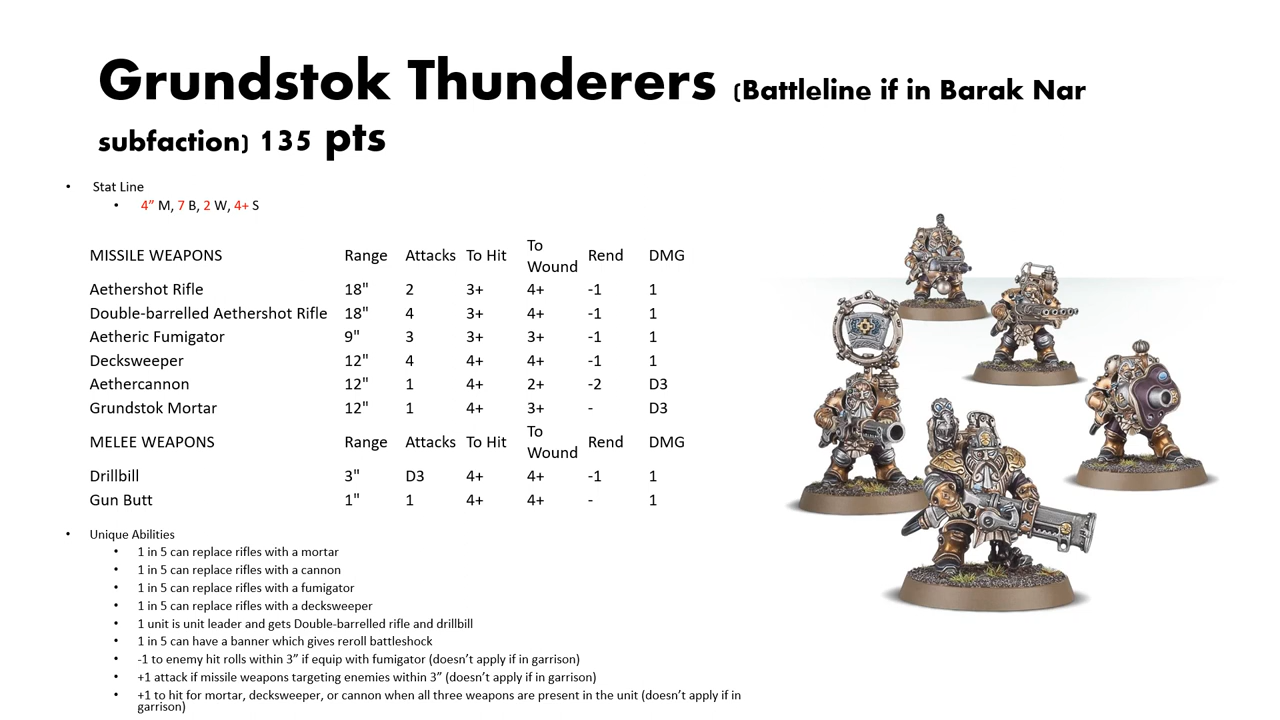 Grundstok Thunderers (Battleline if in Barak Nar
subfaction) 135 pts
• Stat Line
• 4” M, 7 B, 2 W, 4+ S
MISSILE WEAPONS Range Attacks To Hit To Wound Rend DMG
Aethershot Rifle 18" 2 3+ 4+ -1 1
Double-barrelled Aethershot Rifle 18" 4 3+ 4+ -1 1
Aetheric Fumigator 9" 3 3+ 3+ -1 1
Decksweeper 12" 4 4+ 4+ -1 1
Aethercannon 12" 1 4+ 2+ -2 D3
Grundstok Mortar 12" 1 4+ 3+ - D3
MELEE WEAPONS Range Attacks To Hit To Wound Rend DMG
Drillbill 3" D3 4+ 4+ -1 1
Gun Butt 1" 1 4+ 4+ - 1
• Unique Abilities
• 1 in 5 can replace rifles with a mortar
• 1 in 5 can replace rifles with a cannon
• 1 in 5 can replace rifles with a fumigator
• 1 in 5 can replace rifles with a decksweeper
• 1 unit is unit leader and gets Double-barrelled rifle and drillbill
• 1 in 5 can have a banner which gives reroll battleshock
• -1 to enemy hit rolls within 3” if equip with fumigator (doesn’t apply if in garrison)
• +1 attack if missile weapons targeting enemies within 3” (doesn’t apply if in garrison)
• +1 to hit for mortar, decksweeper, or cannon when all three weapons are present in the unit (doesn’t apply if in
garrison)